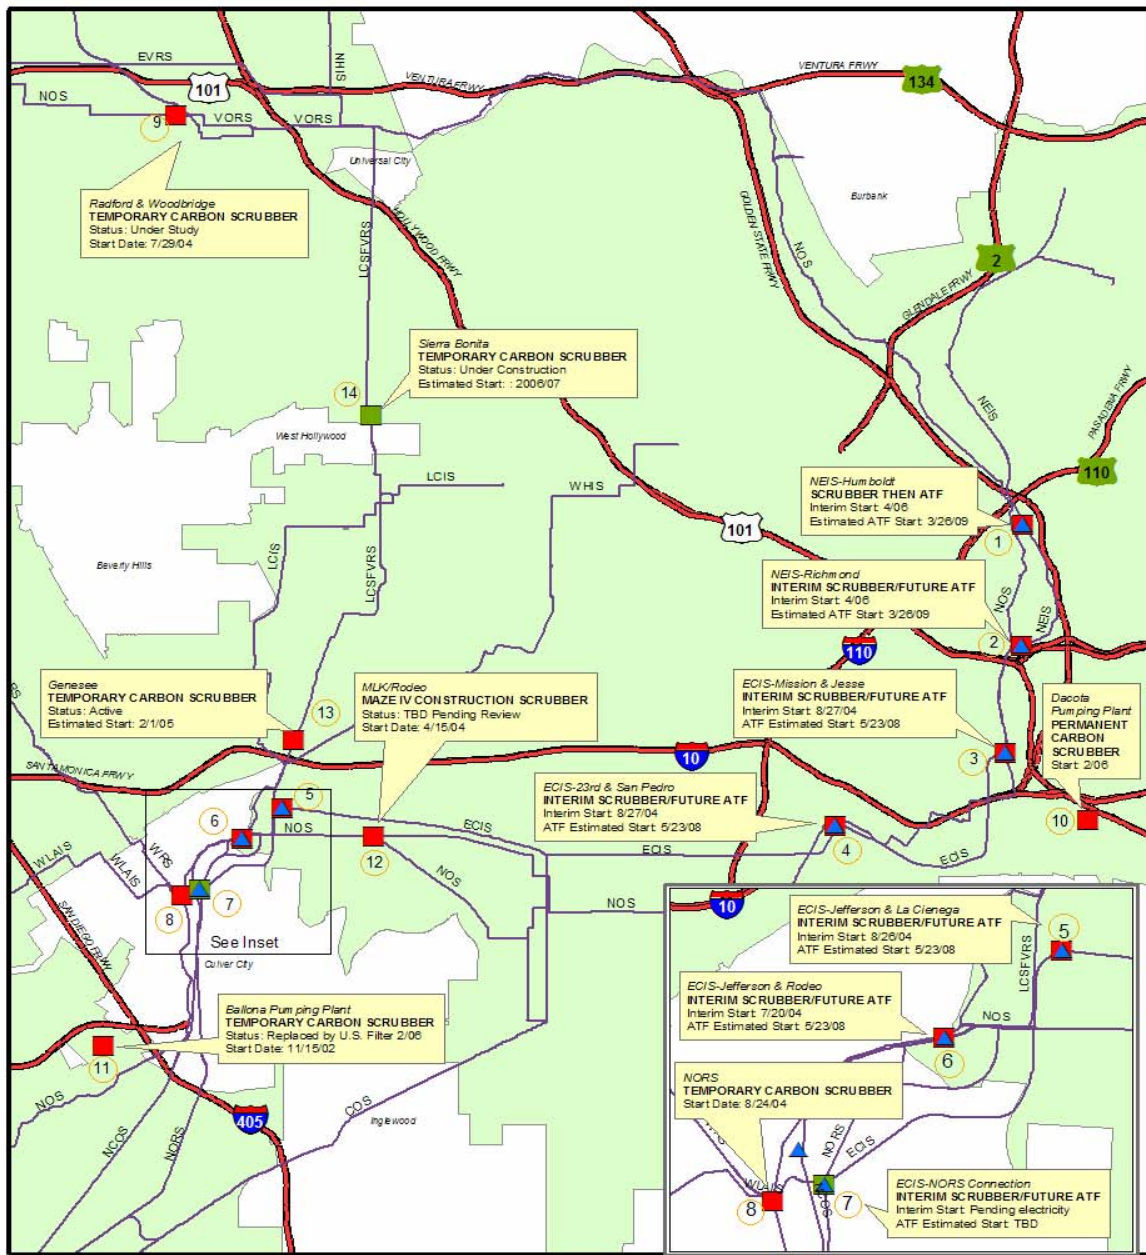 EVRS
NHIS
101
VENTURA FRWY
VENTURA FRWY
134
NOS
9
VORS
VORS
Universal City
Burbank
Radford & Woodbridge
TEMPORARY CARBON SCRUBBER
Status: Under Study
Start Date: 7/29/04
LCSFVRS
HOLLYWOOD FRWY
GOLDEN STATE FRWY
NOS
2
GLENDALE FRWY
Sierra Bonita
TEMPORARY CARBON SCRUBBER
Status: Under Construction
Estimated Start: : 2006/07
14
West Hollywood
NEIS
PASADENA FRWY
110
LCIS
WHIS
101
NEIS-Humboldt
SCRUBBER THEN ATF
Interim Start: 4/06
Estimated ATF Start: 3/26/09
1
Beverly Hills
LCIS
LCSFVRS
NEIS-Richmond
INTERIM SCRUBBER/FUTURE ATF
Interim Start: 4/06
Estimated ATF Start: 3/26/09
NOS
NEIS
2
110
Genesee
TEMPORARY CARBON SCRUBBER
Status: Active
Estimated Start: 2/1/05
13
MLK/Rodeo
MAZE IV CONSTRUCTION SCRUBBER
Status: TBD Pending Review
Start Date: 4/15/04
ECIS-Mission & Jesse
INTERIM SCRUBBER/FUTURE ATF
Interim Start: 8/27/04
ATF Estimated Start: 5/23/08
3
Dacota
Pumping Plant
PERMANENT
CARBON
SCRUBBER
Start: 2/06
10
SANTA MONICA FRWY
10
ECIS-23rd & San Pedro
INTERIM SCRUBBER/FUTURE ATF
Interim Start: 8/27/04
ATF Estimated Start: 5/23/08
4
5
6
NOS
ECIS
12
ECIS
ECIS
WLAIS
WLAIS
WRS
NOS
NOS
8
7
See Inset
SAN DIEGO FRWY
Culver City
Ballona Pumping Plant
TEMPORARY CARBON SCRUBBER
Status: Replaced by U.S. Filter 2/06
Start Date: 11/15/02
11
NOS
NCOS
NORS
405
COS
Inglewood
10
ECIS-Jefferson & La Cienega
INTERIM SCRUBBER/FUTURE ATF
Interim Start: 8/26/04
ATF Estimated Start: 5/23/08
5
LCSFVRS
ECIS-Jefferson & Rodeo
INTERIM SCRUBBER/FUTURE ATF
Interim Start: 7/20/04
ATF Estimated Start: 5/23/08
NOS
6
NORS
TEMPORARY CARBON SCRUBBER
Start Date: 8/24/04
NORS
ECIS
WLAIS
8
7
ECIS-NORS Connection
INTERIM SCRUBBER/FUTURE ATF
Interim Start: Pending electricity
ATF Estimated Start: TBD